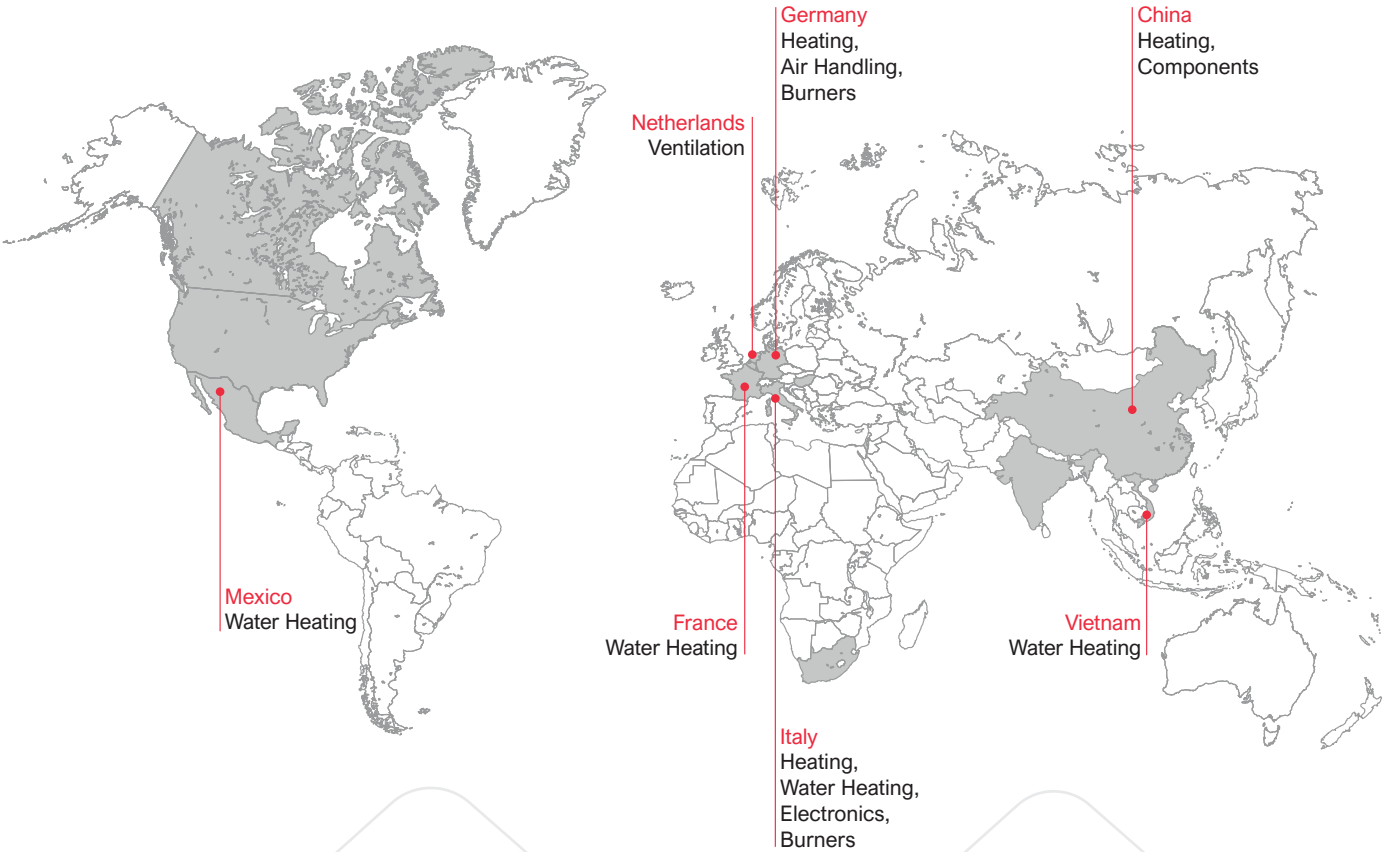 Germany
Heating,
Air Handling,
Burners
China
Heating,
Components
Netherlands
Ventilation
Mexico
Water Heating
France
Water Heating
Vietnam
Water Heating
Italy
Heating,
Water Heating,
Electronics,
Burners